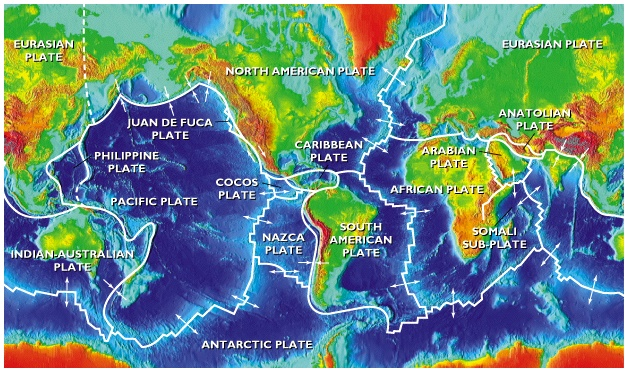 EURASIAN
PLATE
EURASIAN PLATE
NORTH AMERICAN PLATE
ANATOLIAN
PLATE
JUAN DE FUCA
PLATE
CARIBBEAN
PLATE
ARABIAN
PLATE
PHILIPPINE
PLATE
COCOS
PLATE
AFRICAN PLATE
PACIFIC PLATE
NAZCA
PLATE
SOUTH
AMERICAN
PLATE
SOMALI
SUB-PLATE
INDIAN-AUSTRALIAN
PLATE
ANTARCTIC PLATE